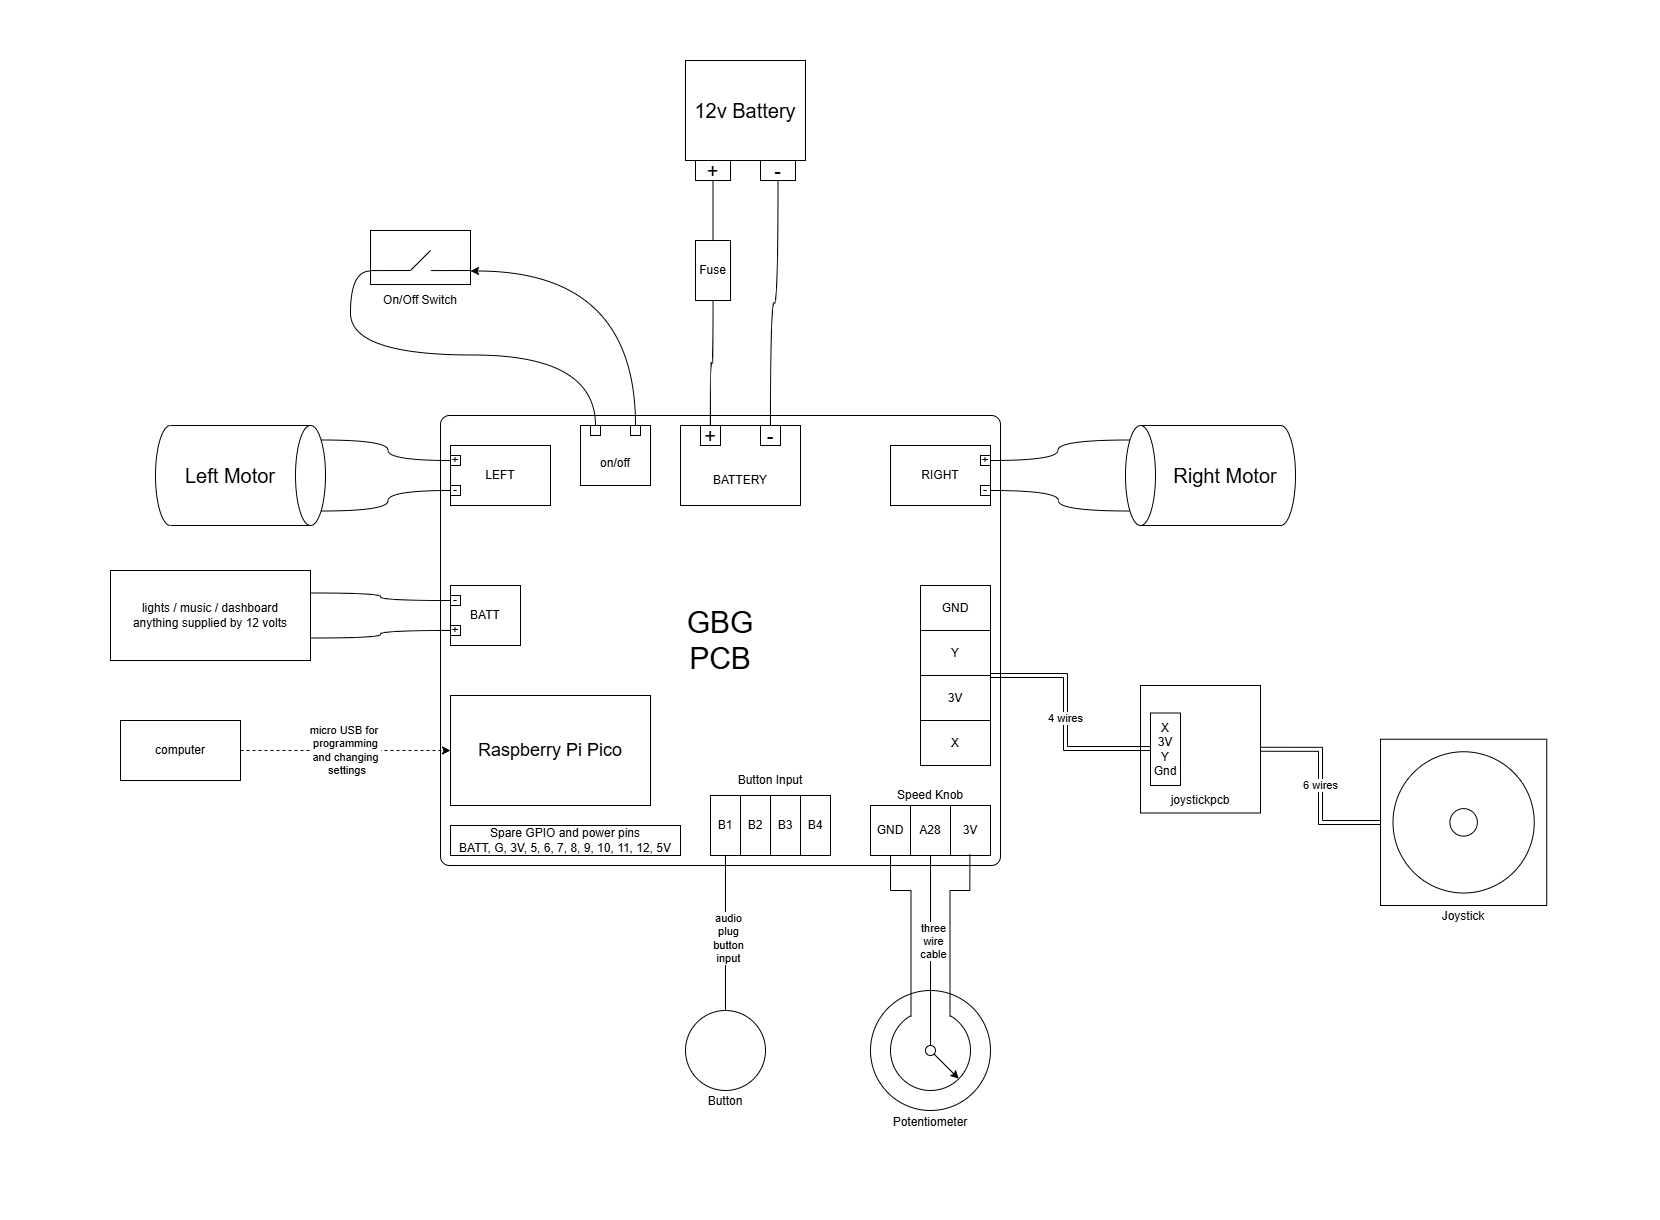 12v Battery
+
-
Fuse
On/Off Switch
+
-
on/off
BATTERY
Left Motor
+
-
LEFT
RIGHT
+
-
Right Motor
lights / music / dashboard
anything supplied by 12 volts
-
+
BATT
GBG
PCB
GND
Y
3V
X
4 wires
X
3V
Y
Gnd
joystickpcb
6 wires
Joystick
computer
micro USB for
programming
and changing
settings
Raspberry Pi Pico
Spare GPIO and power pins
BATT, G, 3V, 5, 6, 7, 8, 9, 10, 11, 12, 5V
Button Input
B1
B2
B3
B4
Speed Knob
GND
A28
3V
audio
plug
button
input
three
wire
cable
Button
Potentiometer